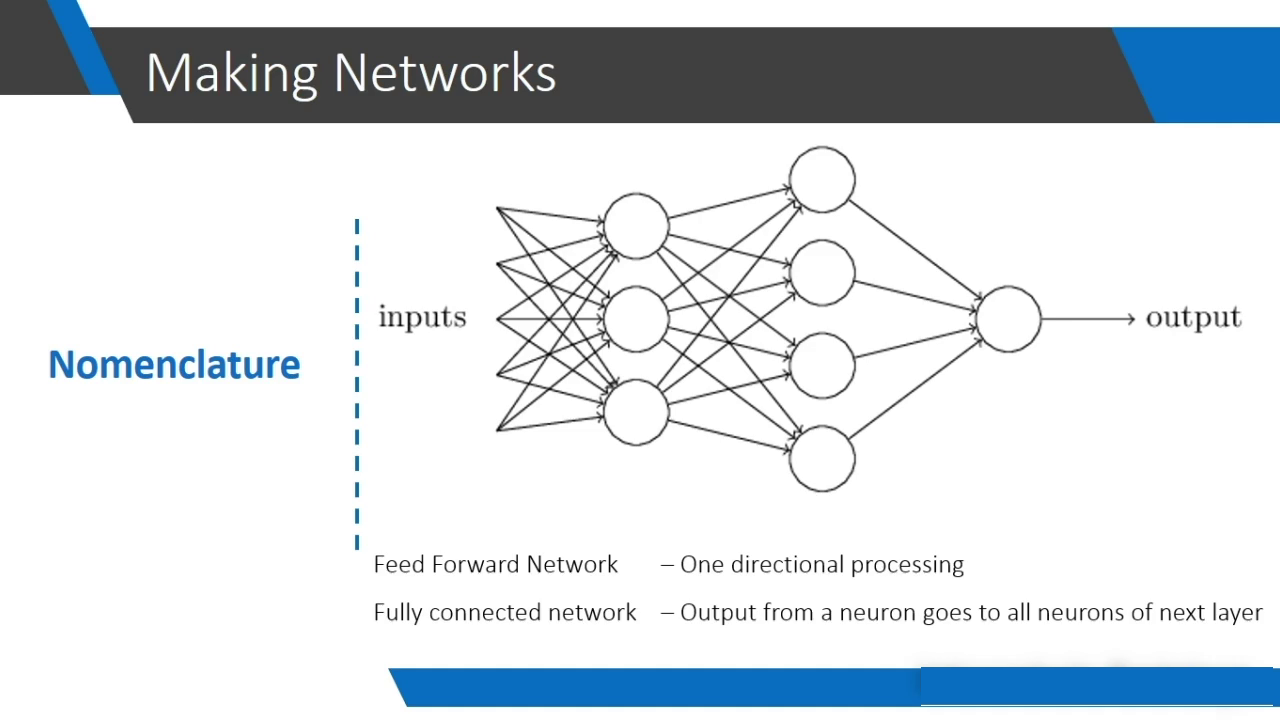 Making Networks
Nomenclature
inputs
output
Feed Forward Network – One directional processing
Fully connected network – Output from a neuron goes to all neurons of next layer